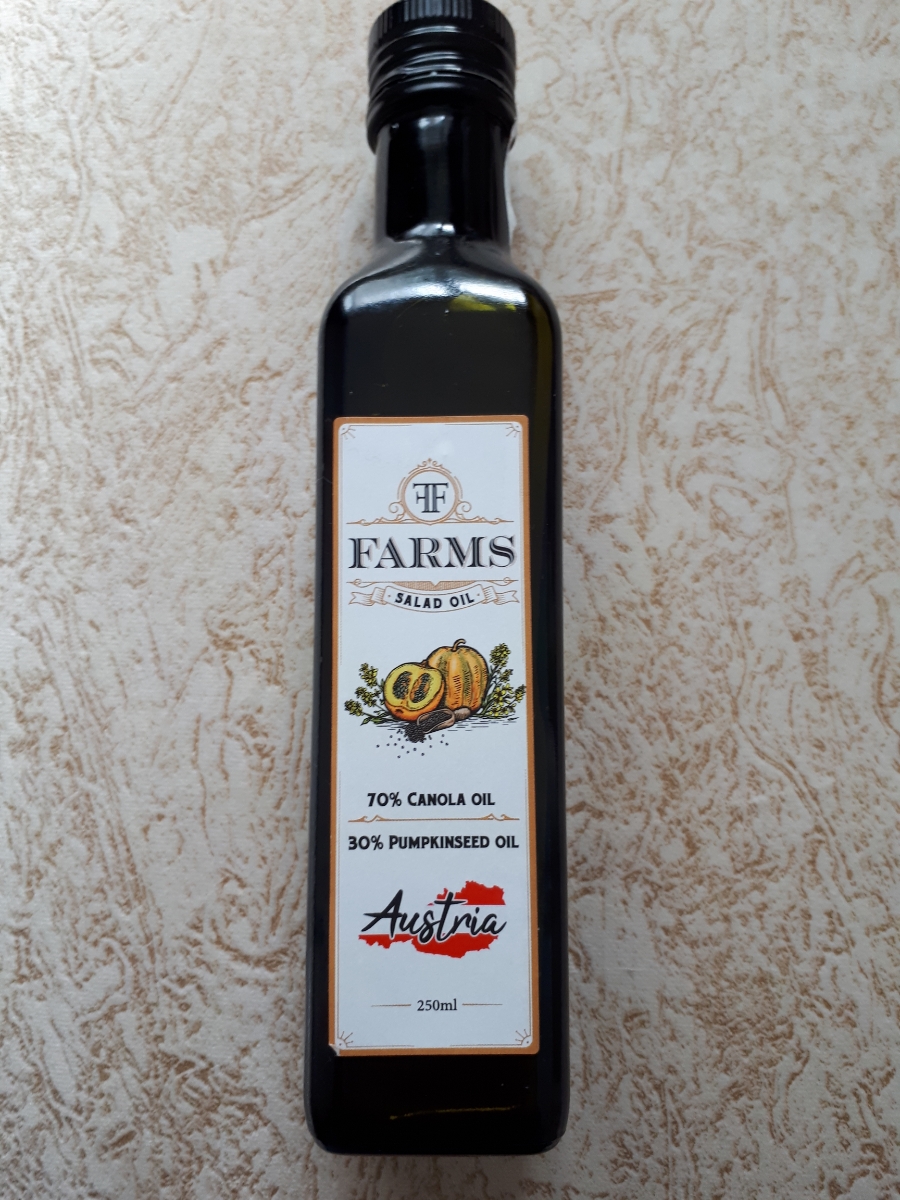 FF
FARMS
· SALAD OIL ·
70% CANOLA OIL
30% PUMPKINSEED OIL
Austria
250ml